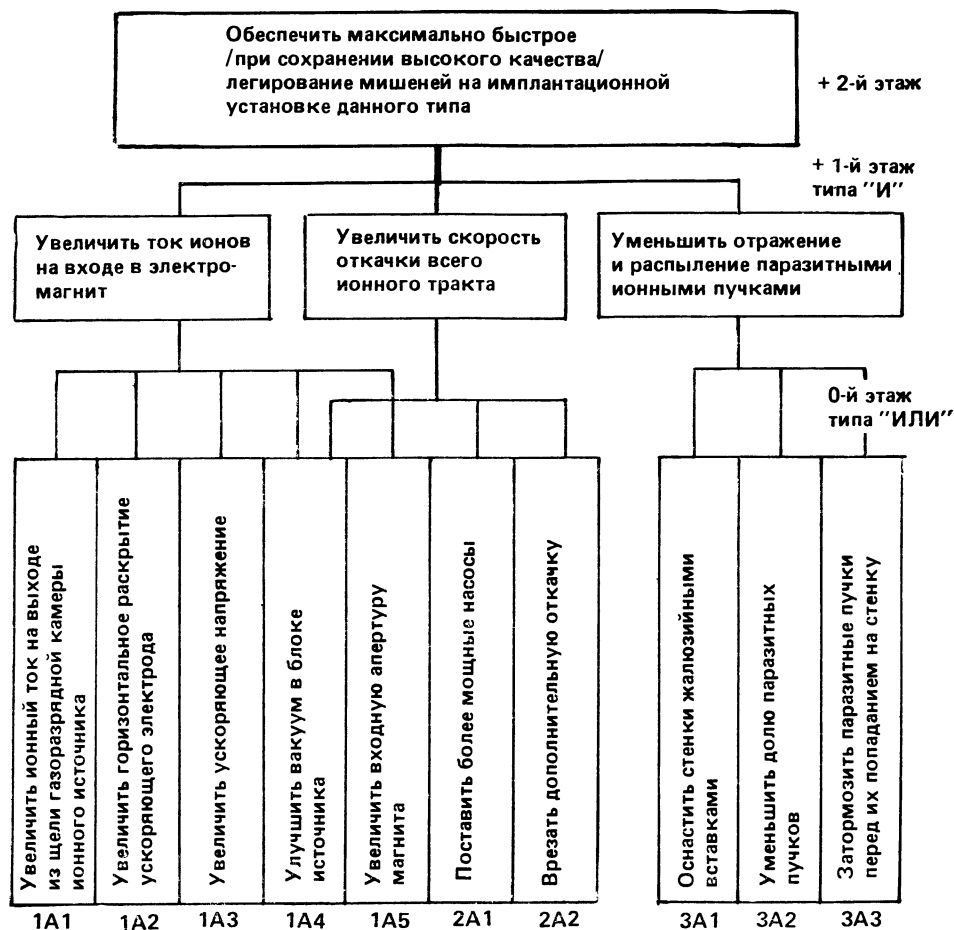 Обеспечить максимально быстрое
/при сохранении высокого качества/
легирование мишеней на имплантационной
установке данного типа
+ 2-й этаж
+ 1-й этаж
типа "И"
Увеличить ток ионов
на входе в электро-
магнит
Увеличить скорость
откачки всего
ионного тракта
Уменьшить отражение
и распыление паразитными
ионными пучками
0-й этаж
типа "ИЛИ"
Увеличить ионный ток на выходе
из щели газоразрядной камеры
ионного источника
Увеличить горизонтальное раскрытие
ускоряющего электрода
Увеличить ускоряющее напряжение
Улучшить вакуум в блоке
источника
Увеличить входную апертуру
магнита
Поставить более мощные насосы
Врезать дополнительную откачку
Оснастить стенки жалюзийными
вставками
Уменьшить долю паразитных
пучков
Затормозить паразитные пучки
перед их попаданием на стенку
1А1
1А2
1А3
1А4
1А5
2А1
2А2
3А1
3А2
3А3